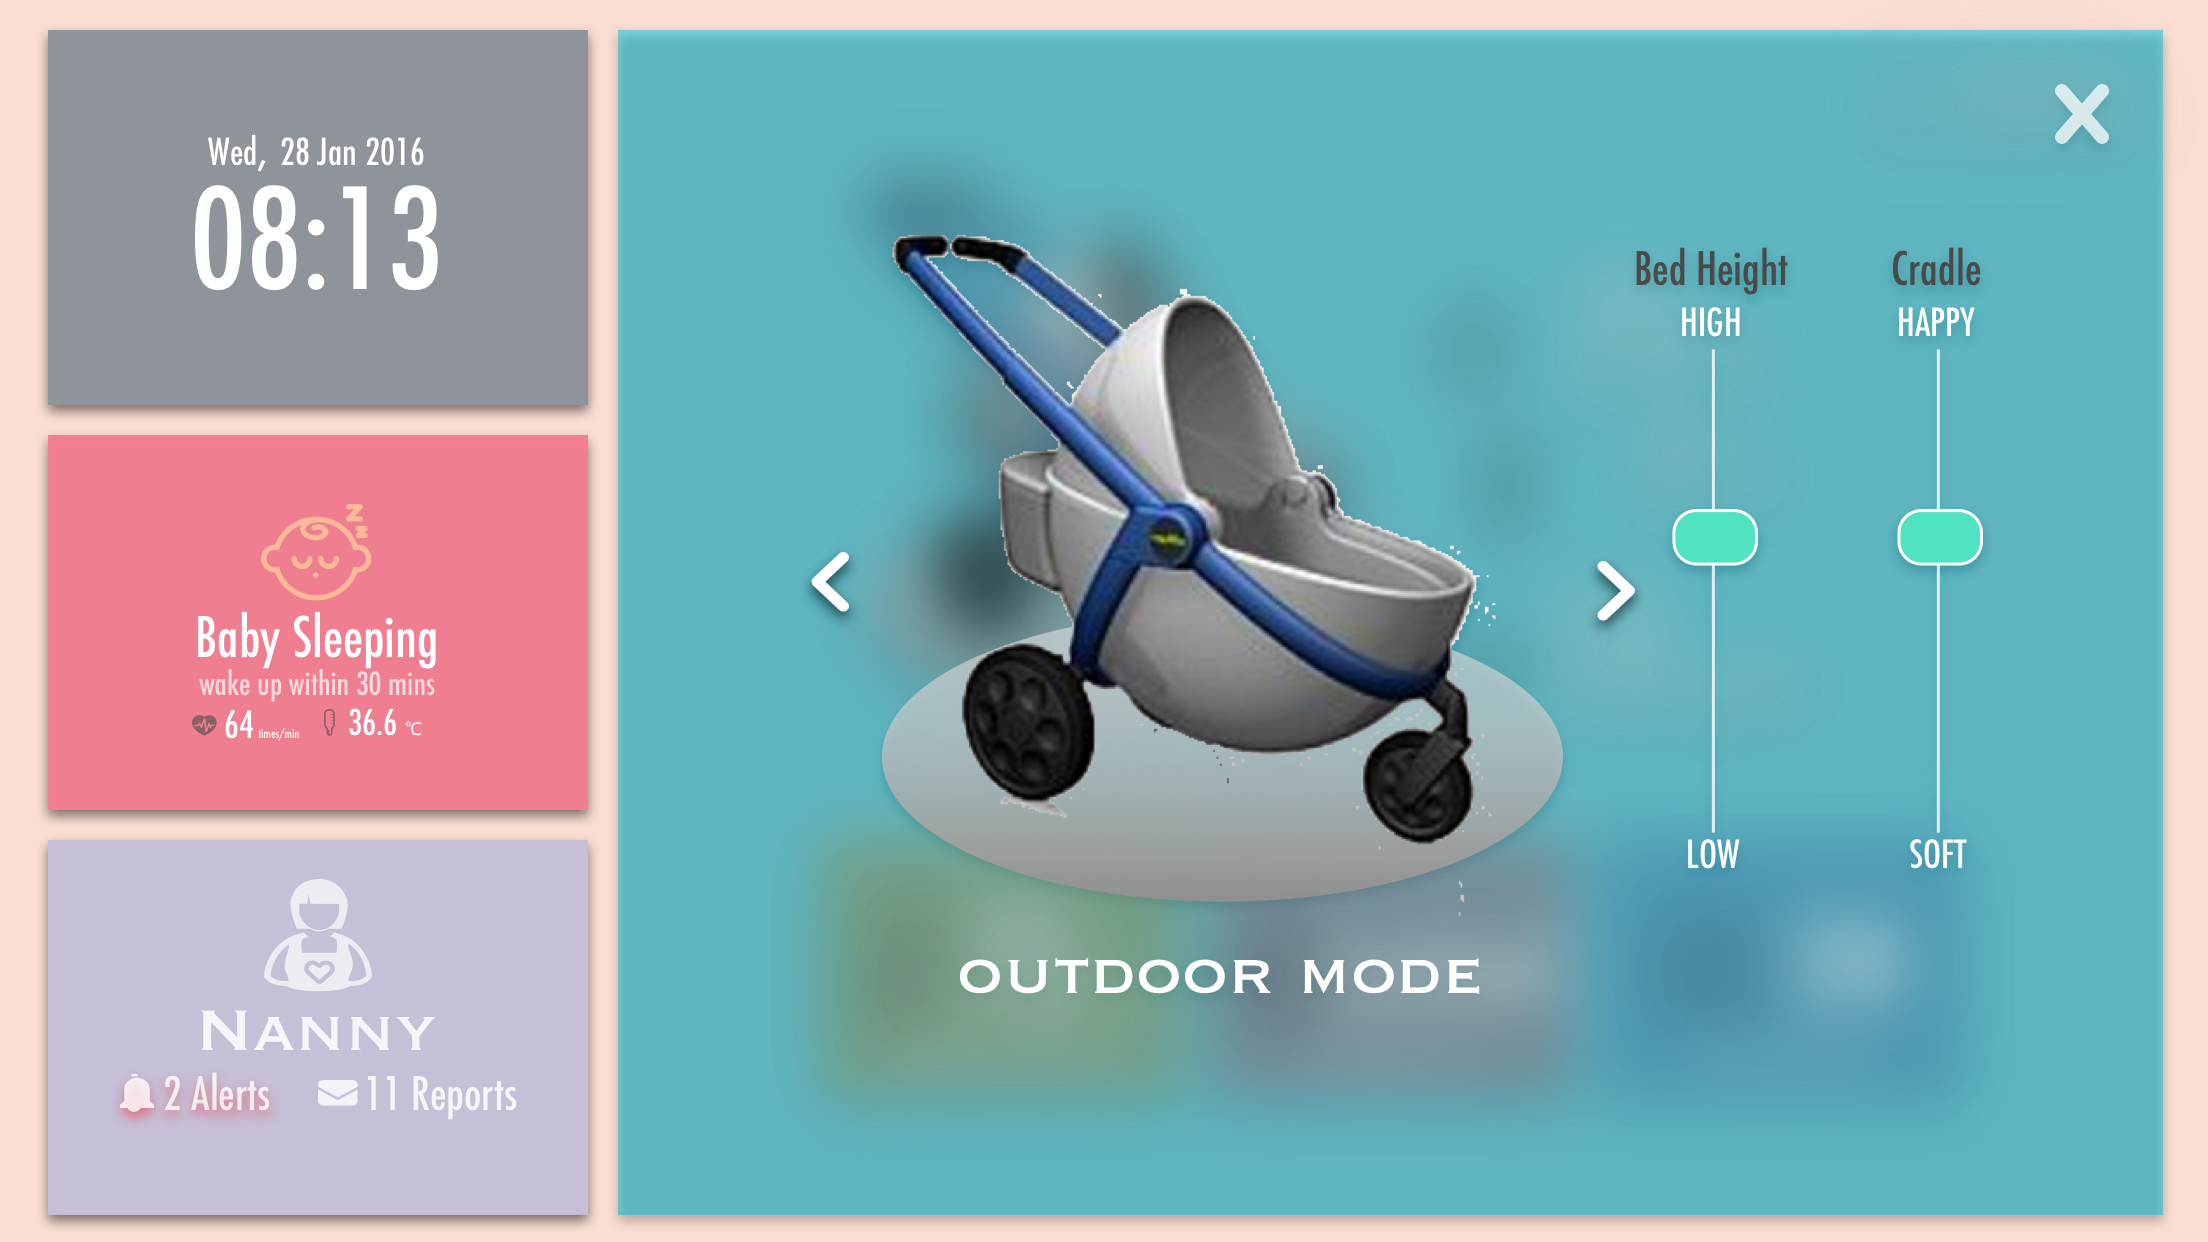 Wed, 28 Jan 2016
08:13
Baby Sleeping
wake up within 30 mins
64 times/min 36.6 °C
NANNY
2 Alerts 11 Reports
Bed Height
HIGH
LOW
Cradle
HAPPY
SOFT
OUTDOOR MODE